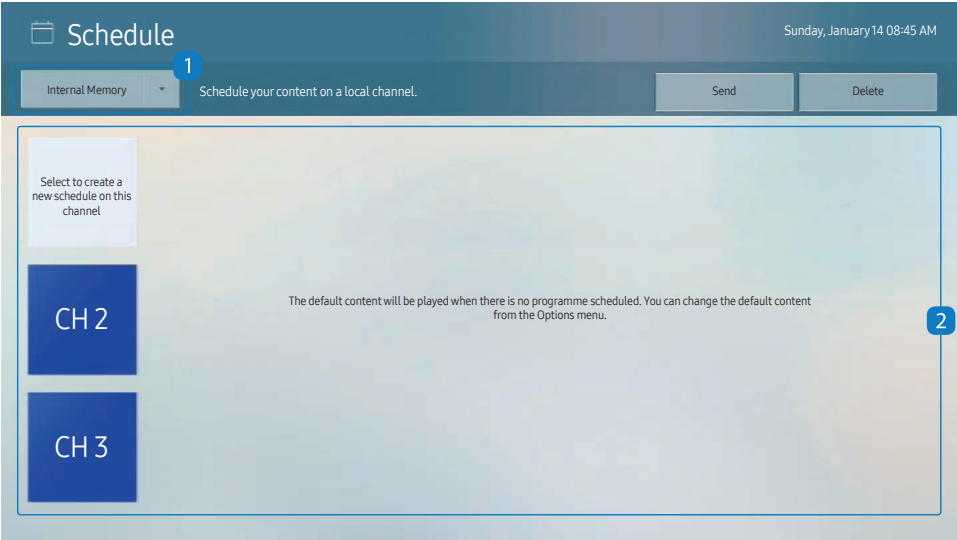 Schedule
Sunday, January 14 08:45 AM
1
Internal Memory
Schedule your content on a local channel.
Send
Delete
Select to create a
new schedule on this
channel
CH 2
The default content will be played when there is no programme scheduled. You can change the default content
from the Options menu.
2
CH 3